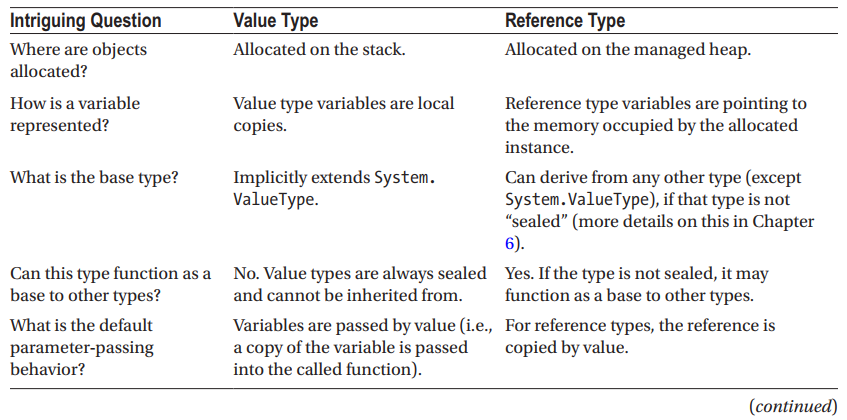 Intriguing Question Value Type Reference Type
Where are objects allocated? Allocated on the stack. Allocated on the managed heap.
How is a variable represented? Value type variables are local copies. Reference type variables are pointing to the memory occupied by the allocated instance.
What is the base type? Implicitly extends System.ValueType. Can derive from any other type (except System.ValueType), if that type is not “sealed” (more details on this in Chapter 6).
Can this type function as a base to other types? No. Value types are always sealed and cannot be inherited from. Yes. If the type is not sealed, it may function as a base to other types.
What is the default parameter-passing behavior? Variables are passed by value (i.e., a copy of the variable is passed into the called function). For reference types, the reference is copied by value.
(continued)